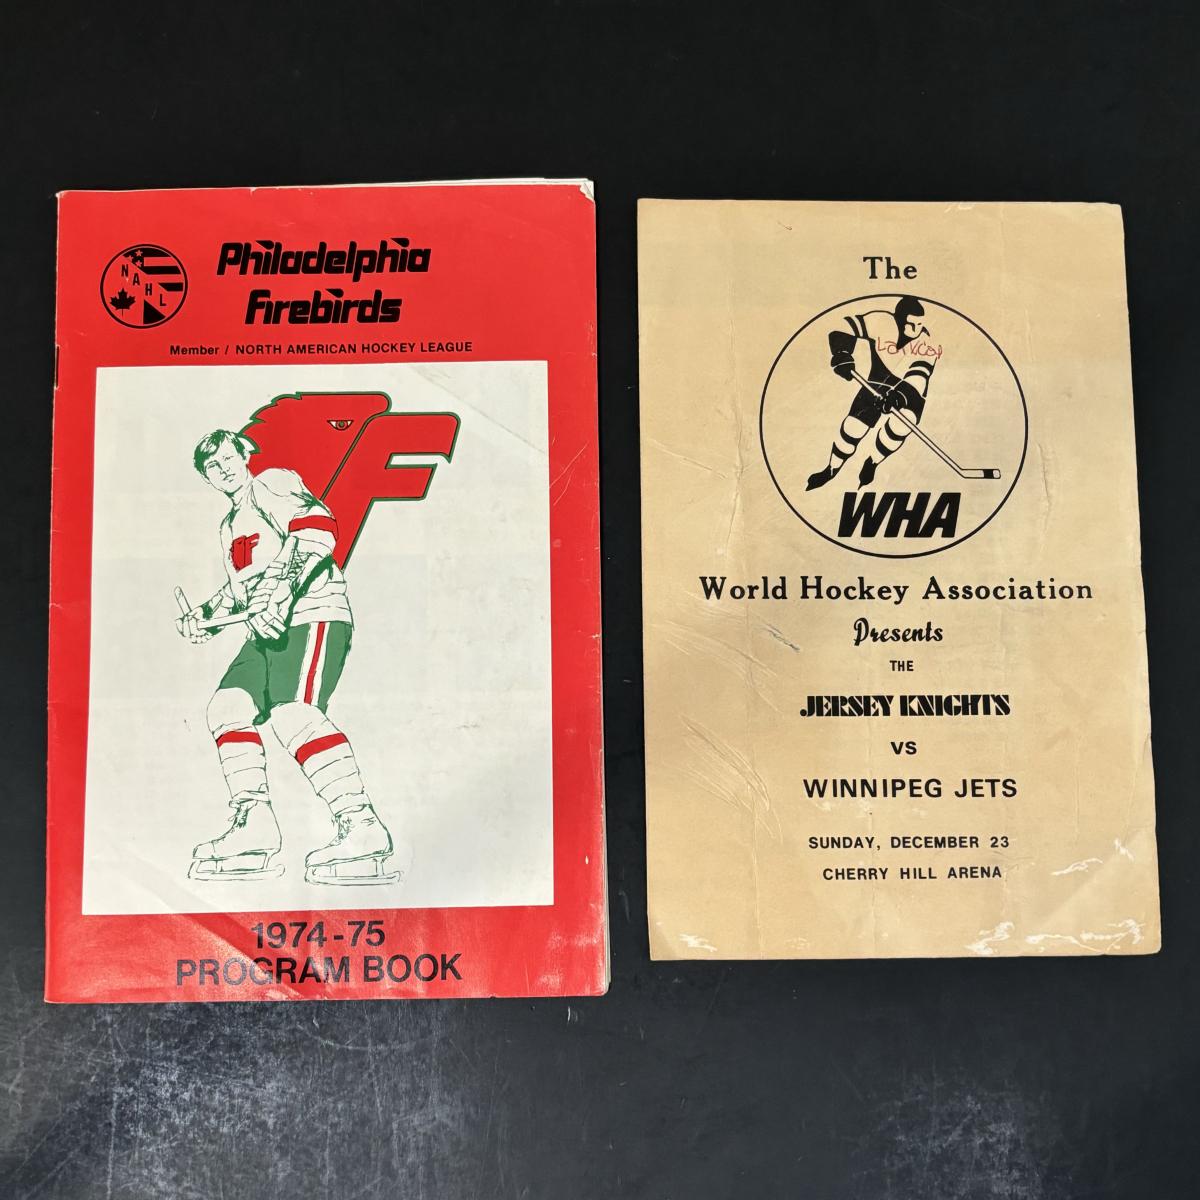 NAHL
Philadelphia
Firebirds
Member / NORTH AMERICAN HOCKEY LEAGUE
F
F
1974-75
PROGRAM BOOK
The
WHA
World Hockey Association
Presents
THE
JERSEY KNIGHTS
VS
WINNIPEG JETS
SUNDAY, DECEMBER 23
CHERRY HILL ARENA